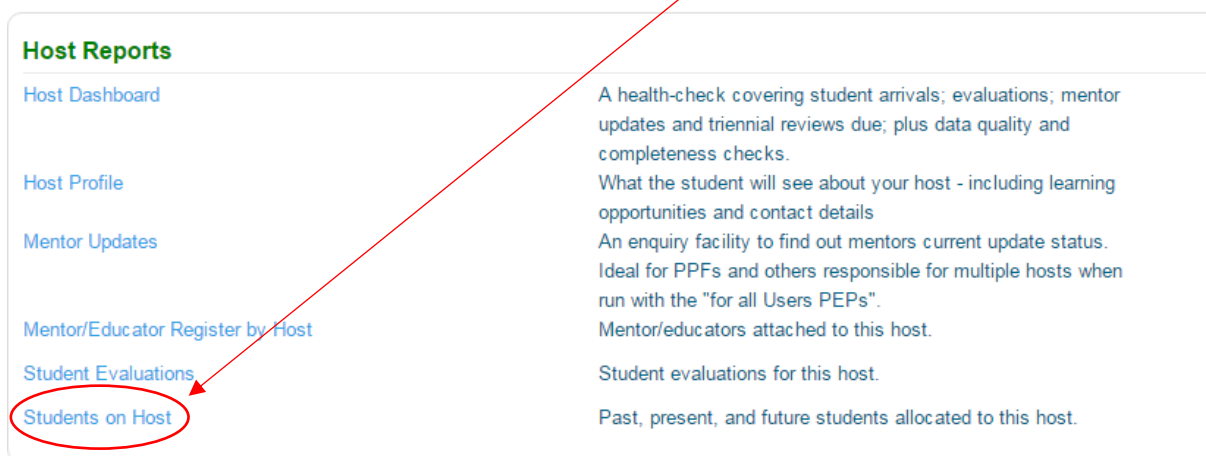 Host Reports
Host Dashboard
A health-check covering student arrivals; evaluations; mentor
updates and triennial reviews due; plus data quality and
completeness checks.
Host Profile
What the student will see about your host - including learning
opportunities and contact details
Mentor Updates
An enquiry facility to find out mentors current update status.
Ideal for PPFs and others responsible for multiple hosts when
run with the "for all Users PEPs".
Mentor/Educator Register by Host
Mentor/educators attached to this host.
Student Evaluations
Student evaluations for this host.
Students on Host
Past, present, and future students allocated to this host.